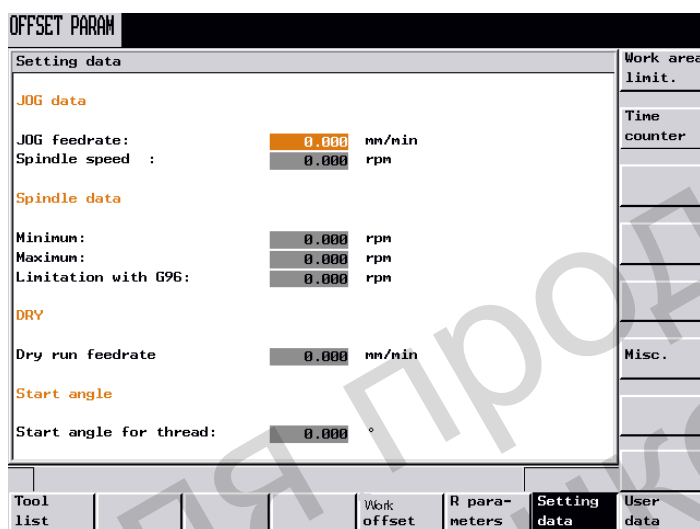 OFFSET PARAM
Setting data
Work area
limit.
JOG data
Time
counter
JOG feedrate: 0.000 mm/min
Spindle speed : 0.000 rpm
Spindle data
Minimum: 0.000 rpm
Maximum: 0.000 rpm
Limitation with G96: 0.000 rpm
DRY
Dry run feedrate 0.000 mm/min
Misc.
Start angle
Start angle for thread: 0.000 °
Tool
list
Work
offset
R para-
meters
Setting
data
User
data